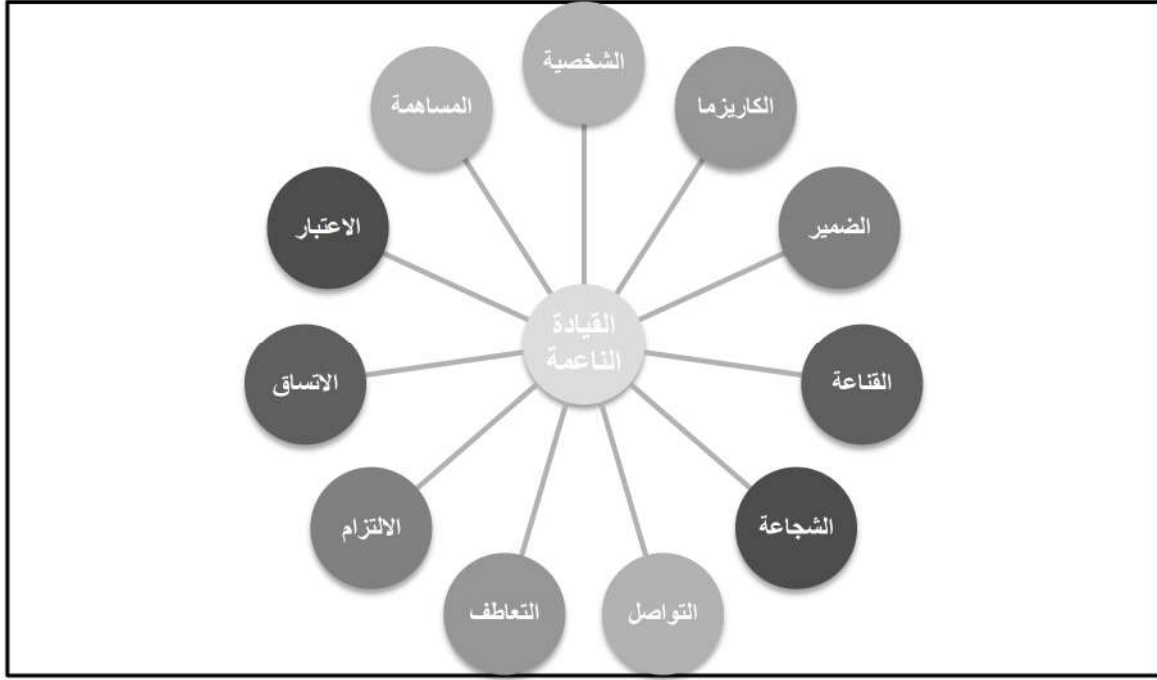 الشخصية
الكاريزما
الضمير
القناعة
الشجاعة
التواصل
التعاطف
الالتزام
الاتساق
الاعتبار
المساهمة
القيادة
الناعمة